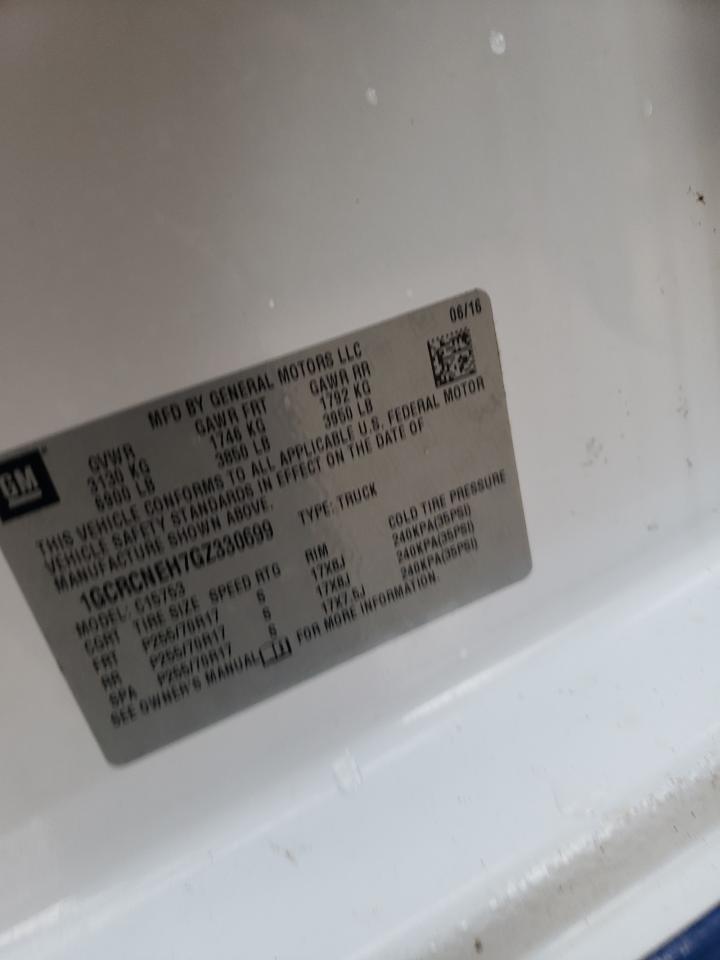 06/16
GM
MFD BY GENERAL MOTORS LLC
GVWR GAWR FRT GAWR RR
3130 KG 1746 KG 1792 KG
6900 LB 3850 LB 3950 LB
THIS VEHICLE CONFORMS TO ALL APPLICABLE U.S. FEDERAL MOTOR
VEHICLE SAFETY STANDARDS IN EFFECT ON THE DATE OF
MANUFACTURE SHOWN ABOVE.
1GCRCNEH7GZ330699 TYPE: TRUCK
MODEL: C15753
CGRT TIRE SIZE SPEED RTG RIM COLD TIRE PRESSURE
FRT P255/70R17 S 17X8J 240KPA(35PSI)
RR P255/70R17 S 17X8J 240KPA(35PSI)
SPA P255/70R17 S 17X7.5J 240KPA(35PSI)
SEE OWNER'S MANUAL FOR MORE INFORMATION.